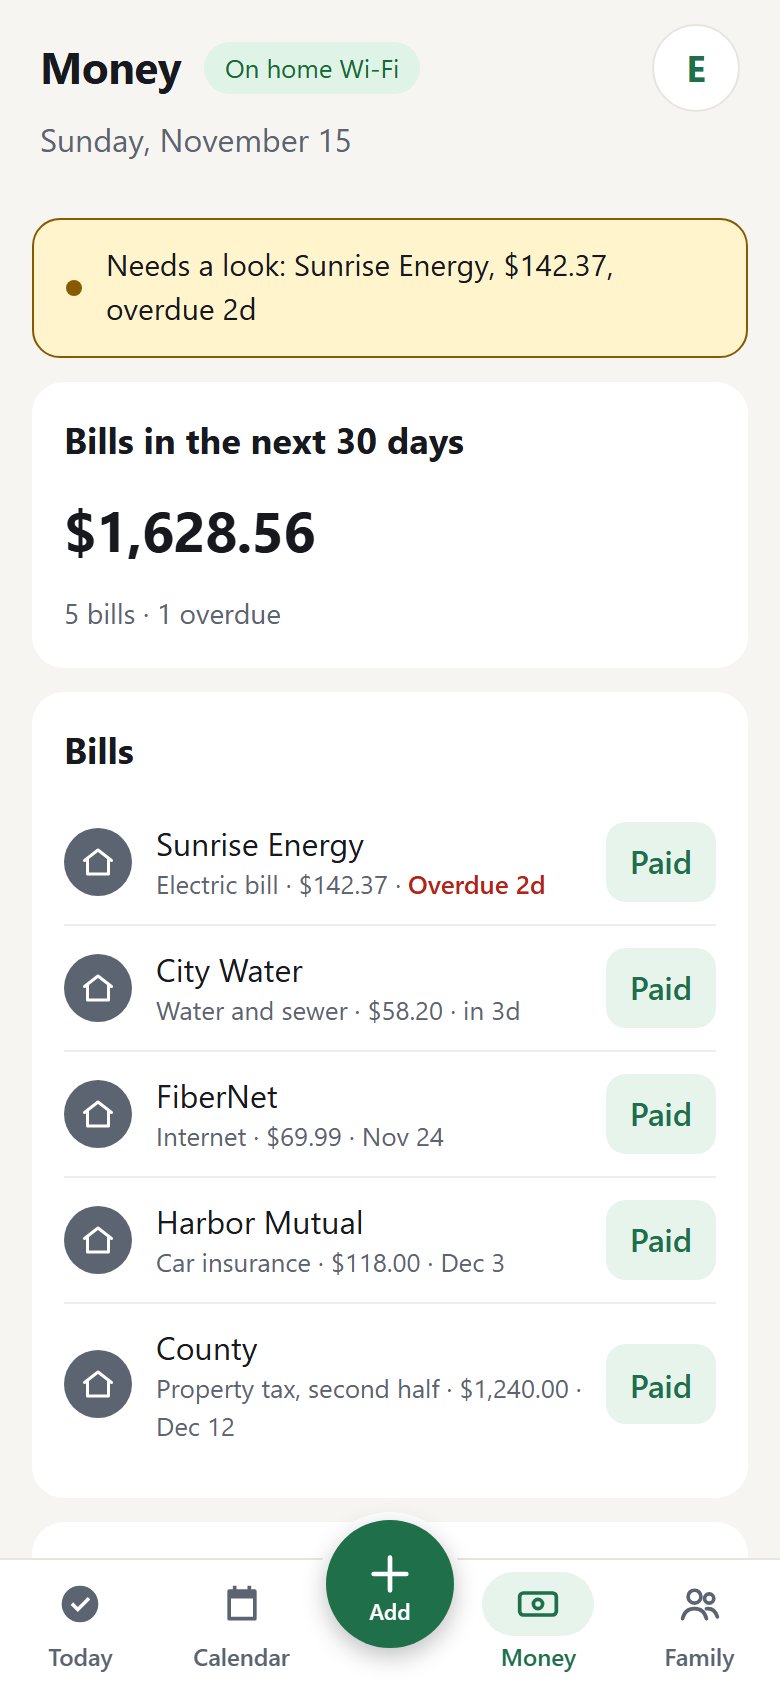 Money
On home Wi-Fi
E
Sunday, November 15
Needs a look: Sunrise Energy, $142.37,
overdue 2d
Bills in the next 30 days
$1,628.56
5 bills · 1 overdue
Bills
Sunrise Energy
Electric bill · $142.37 · Overdue 2d
Paid
City Water
Water and sewer · $58.20 · in 3d
Paid
FiberNet
Internet · $69.99 · Nov 24
Paid
Harbor Mutual
Car insurance · $118.00 · Dec 3
Paid
County
Property tax, second half · $1,240.00 ·
Dec 12
Paid
Today
Calendar
Add
Money
Family